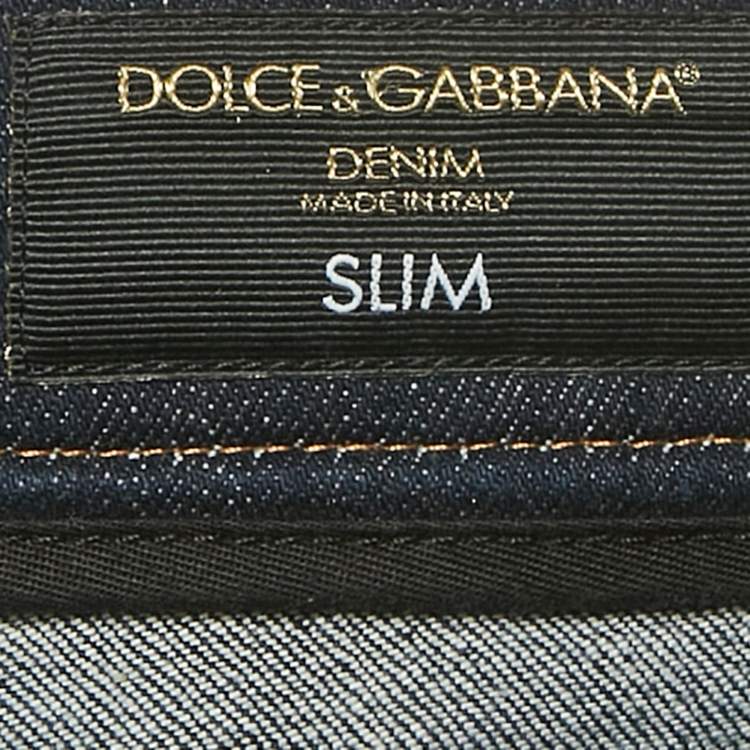 DOLCE & GABBANA®
DENIM
MADE IN ITALY
SLIM